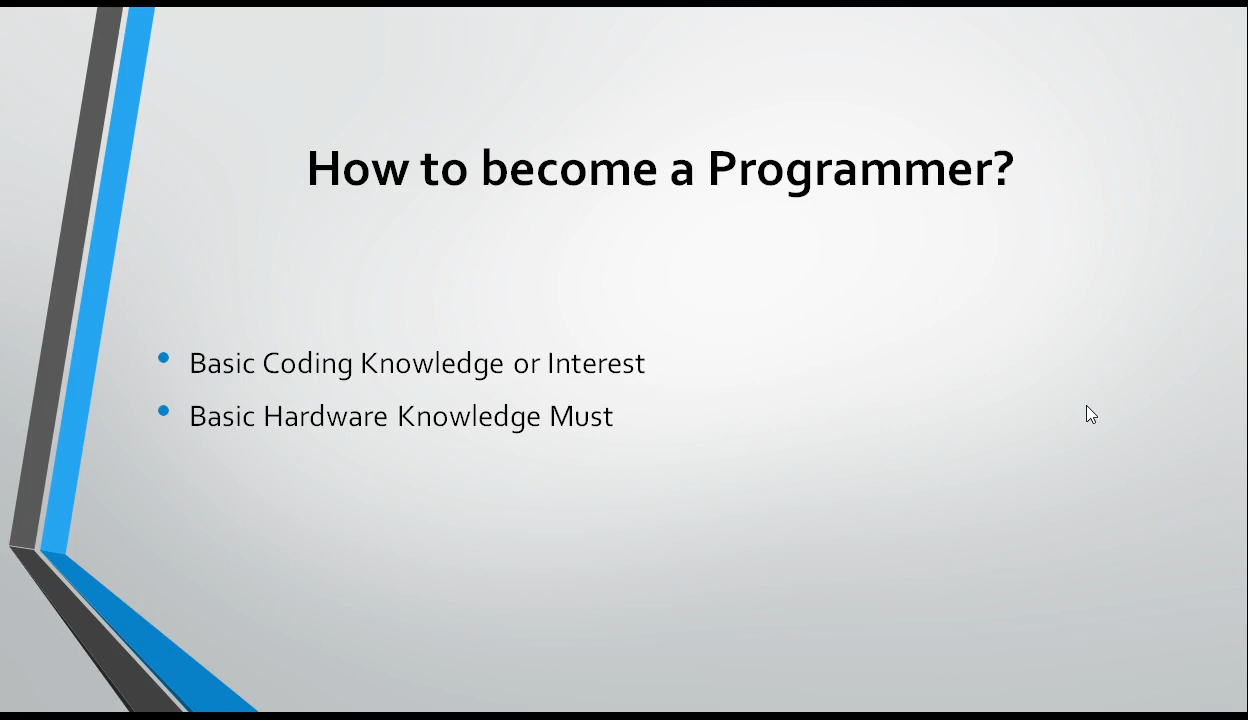 How to become a Programmer?
Basic Coding Knowledge or Interest
Basic Hardware Knowledge Must